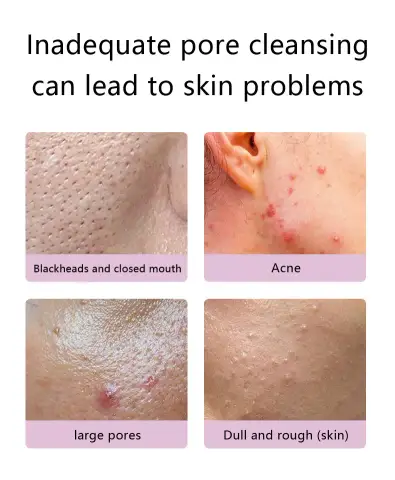 Inadequate pore cleansing
can lead to skin problems
Blackheads and closed mouth
Acne
large pores
Dull and rough (skin)